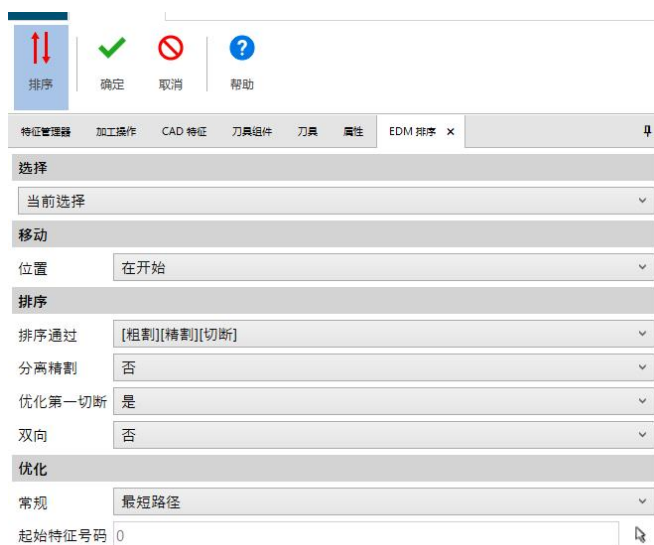 排序 确定 取消 帮助
特征管理器 加工操作 CAD 特征 刀具组件 刀具 属性 EDM 排序 ×
选择
当前选择
移动
位置 在开始
排序
排序通过 [粗割][精割][切断]
分离精割 否
优化第一切断 是
双向 否
优化
常规 最短路径
起始特征号码 0